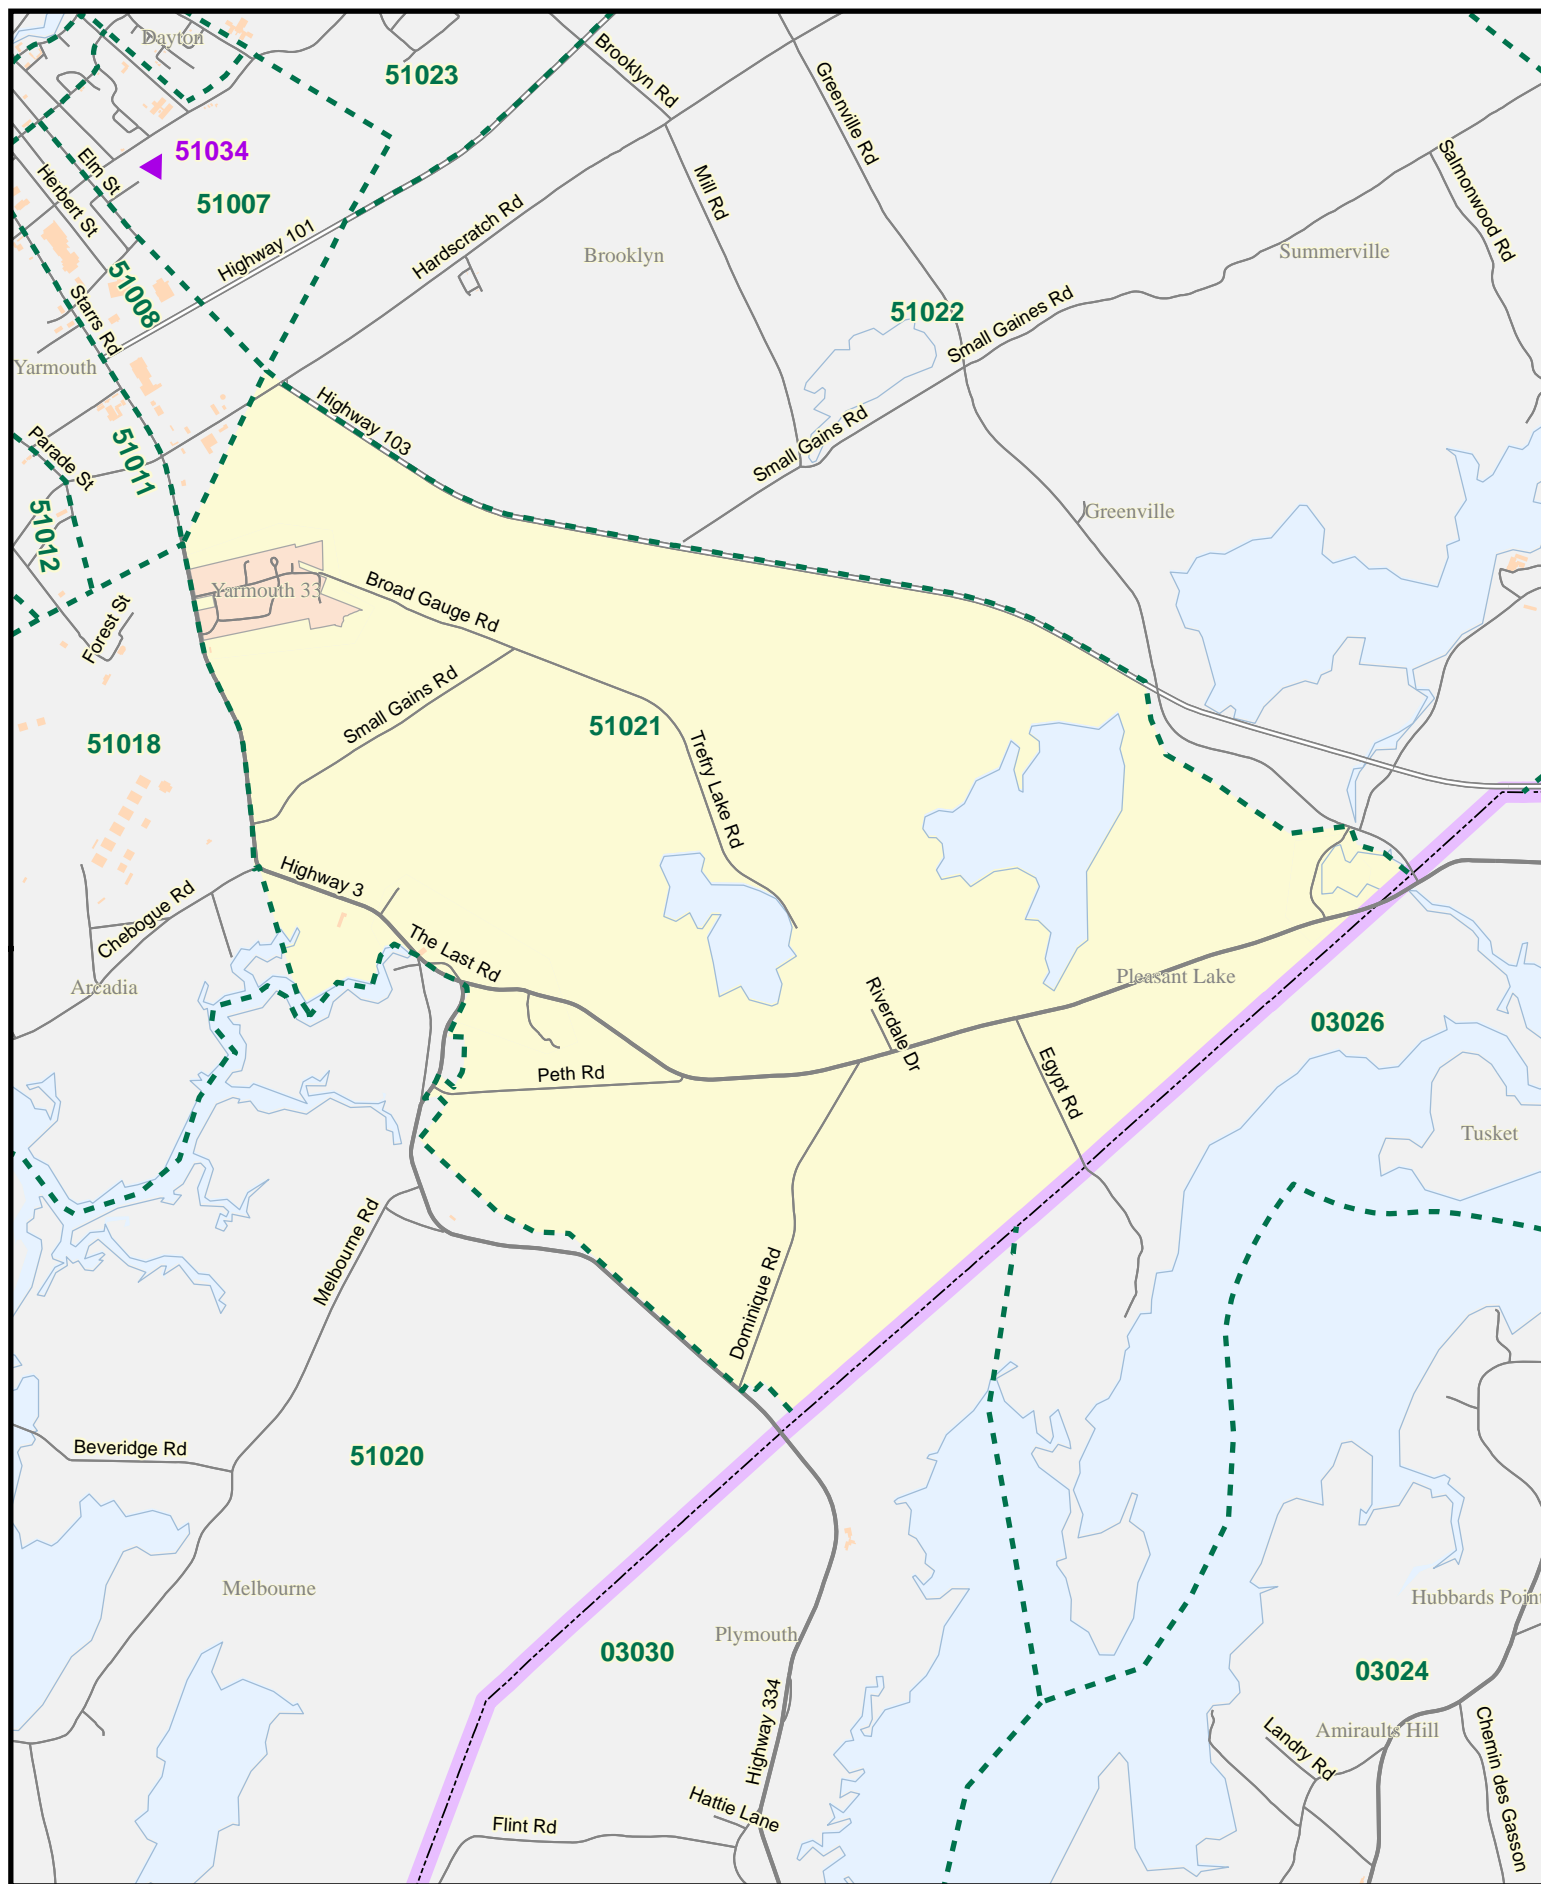 Dayton
51023
Brooklyn Rd
Greenville Rd
51034
Elm St
Herbert St
51007
Mill Rd
Salmonwood Rd
Highway 101
Hardscratch Rd
Brooklyn
Summerville
51008
Starrs Rd
51022
Small Gaines Rd
Yarmouth
Highway 103
Parade St
51011
Small Gains Rd
51012
Greenville
Yarmouth 33
Broad Gauge Rd
Forest St
Small Gains Rd
51021
51018
Trefry Lake Rd
Highway 3
Chebogue Rd
The Last Rd
Arcadia
Pleasant Lake
Riverdale Dr
03026
Peth Rd
Egypt Rd
Tusket
Melbourne Rd
Dominique Rd
Beveridge Rd
51020
Melbourne
Hubbards Point
Plymouth
03030
03024
Highway 334
Amiraults Hill
Landry Rd
Chemin des Gasson
Hattie Lane
Flint Rd